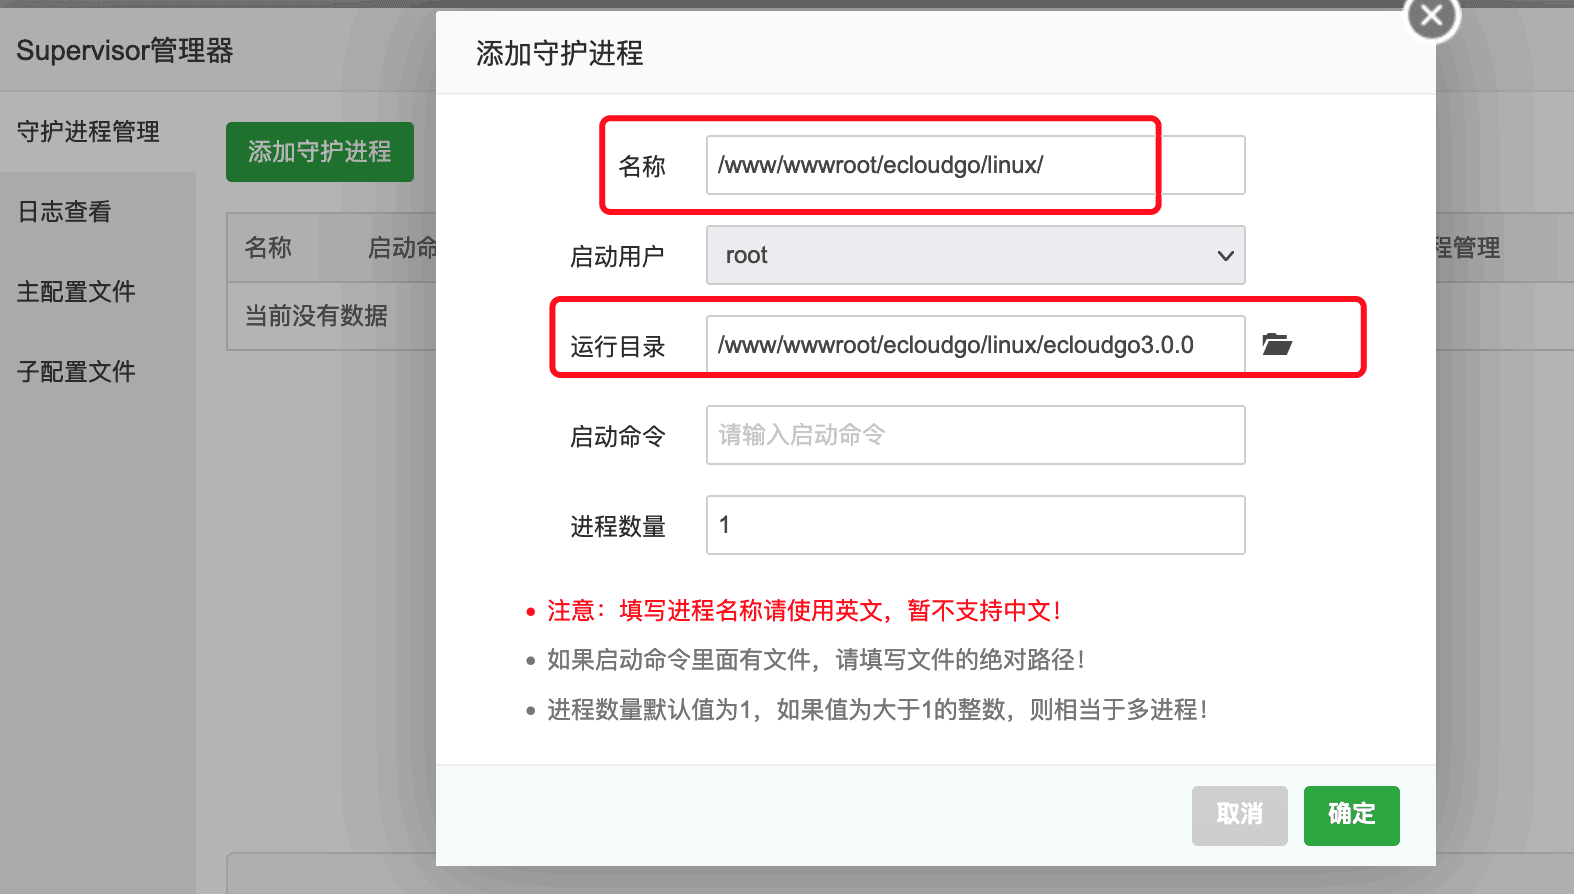 Supervisor管理器
守护进程管理
日志查看
主配置文件
子配置文件
添加守护进程
名称 启动命
程管理
当前没有数据
添加守护进程
名称 /www/wwwroot/ecloudgo/linux/
启动用户 root
运行目录 /www/wwwroot/ecloudgo/linux/ecloudgo3.0.0
启动命令 请输入启动命令
进程数量 1
• 注意：填写进程名称请使用英文，暂不支持中文！
• 如果启动命令里面有文件，请填写文件的绝对路径！
• 进程数量默认值为1，如果值为大于1的整数，则相当于多进程！
取消 确定